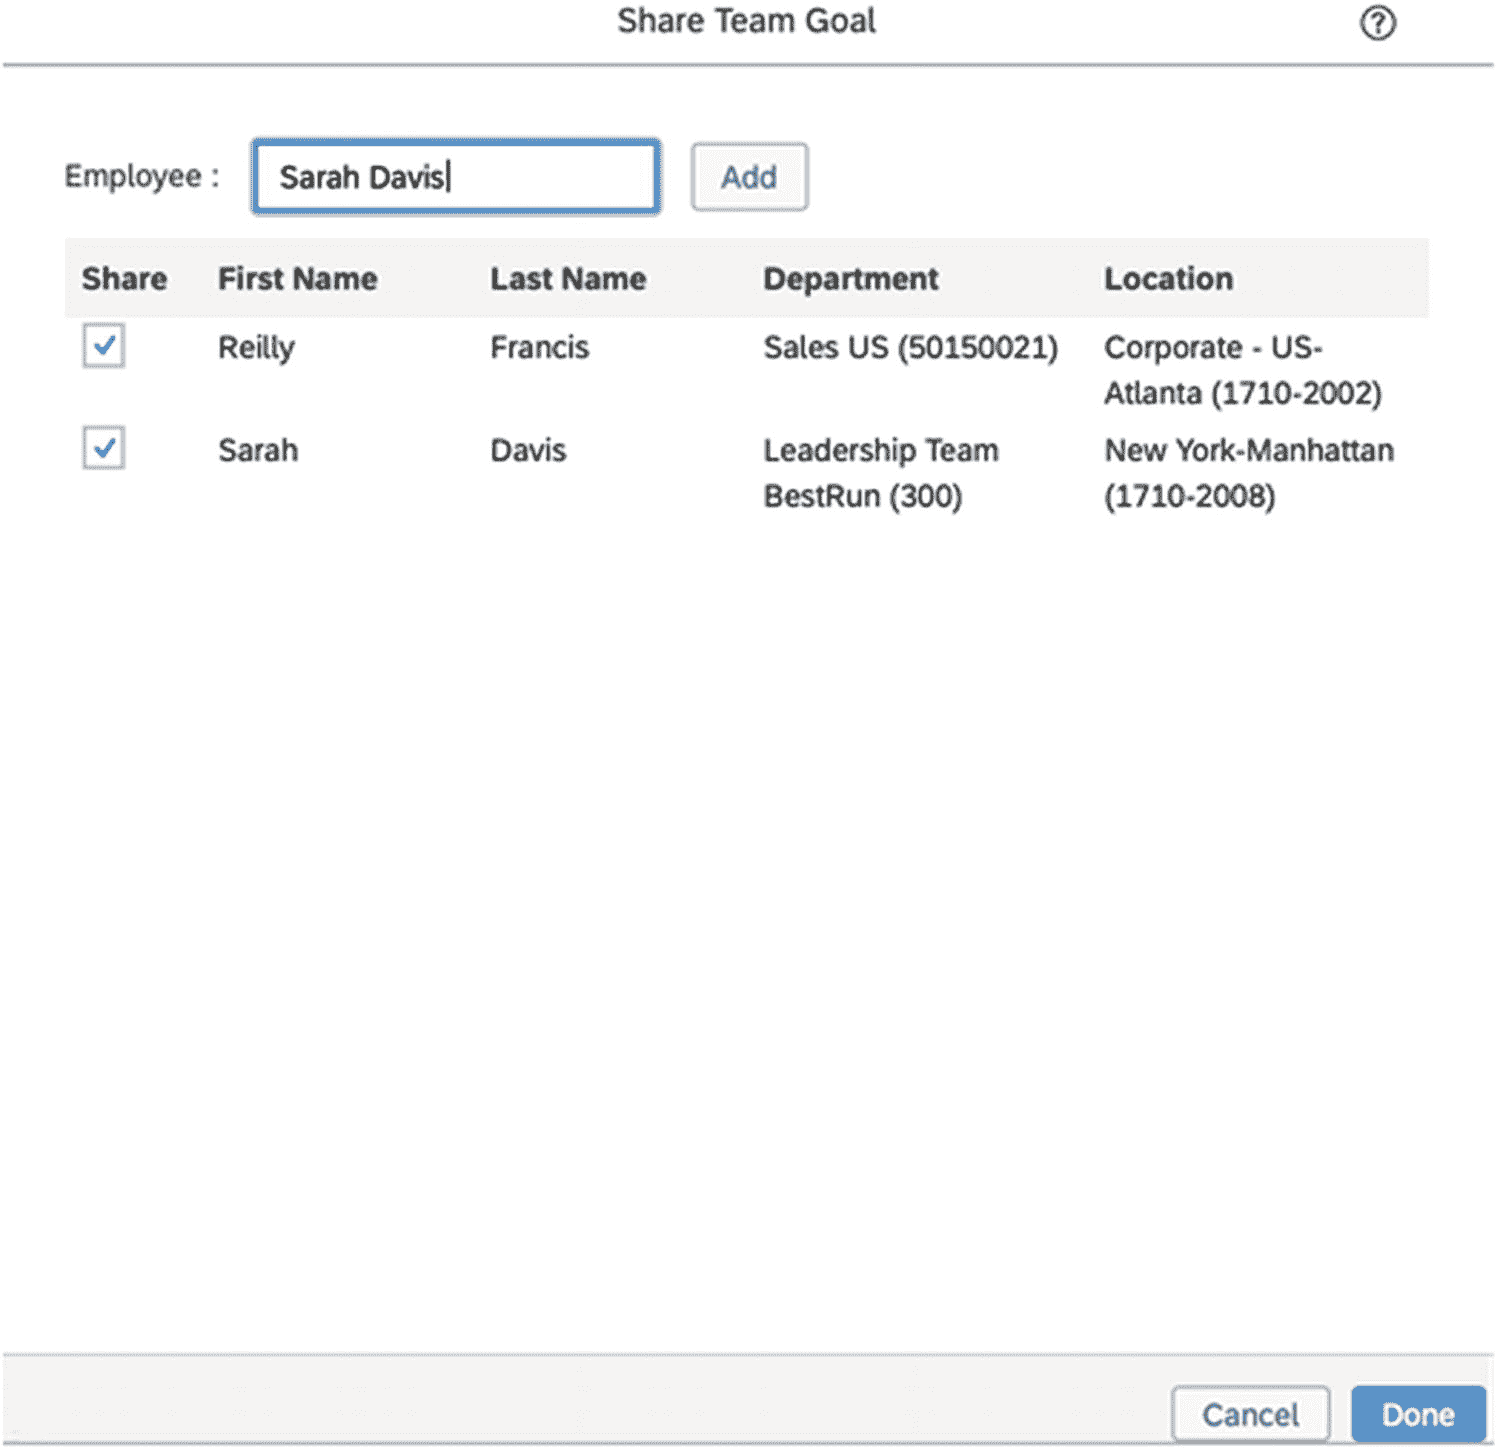 Share Team Goal
Employee : Sarah Davis Add
Share First Name Last Name Department Location
Reilly Francis Sales US (50150021) Corporate - US-
Atlanta (1710-2002)
Sarah Davis Leadership Team New York-Manhattan
BestRun (300) (1710-2008)
Cancel Done